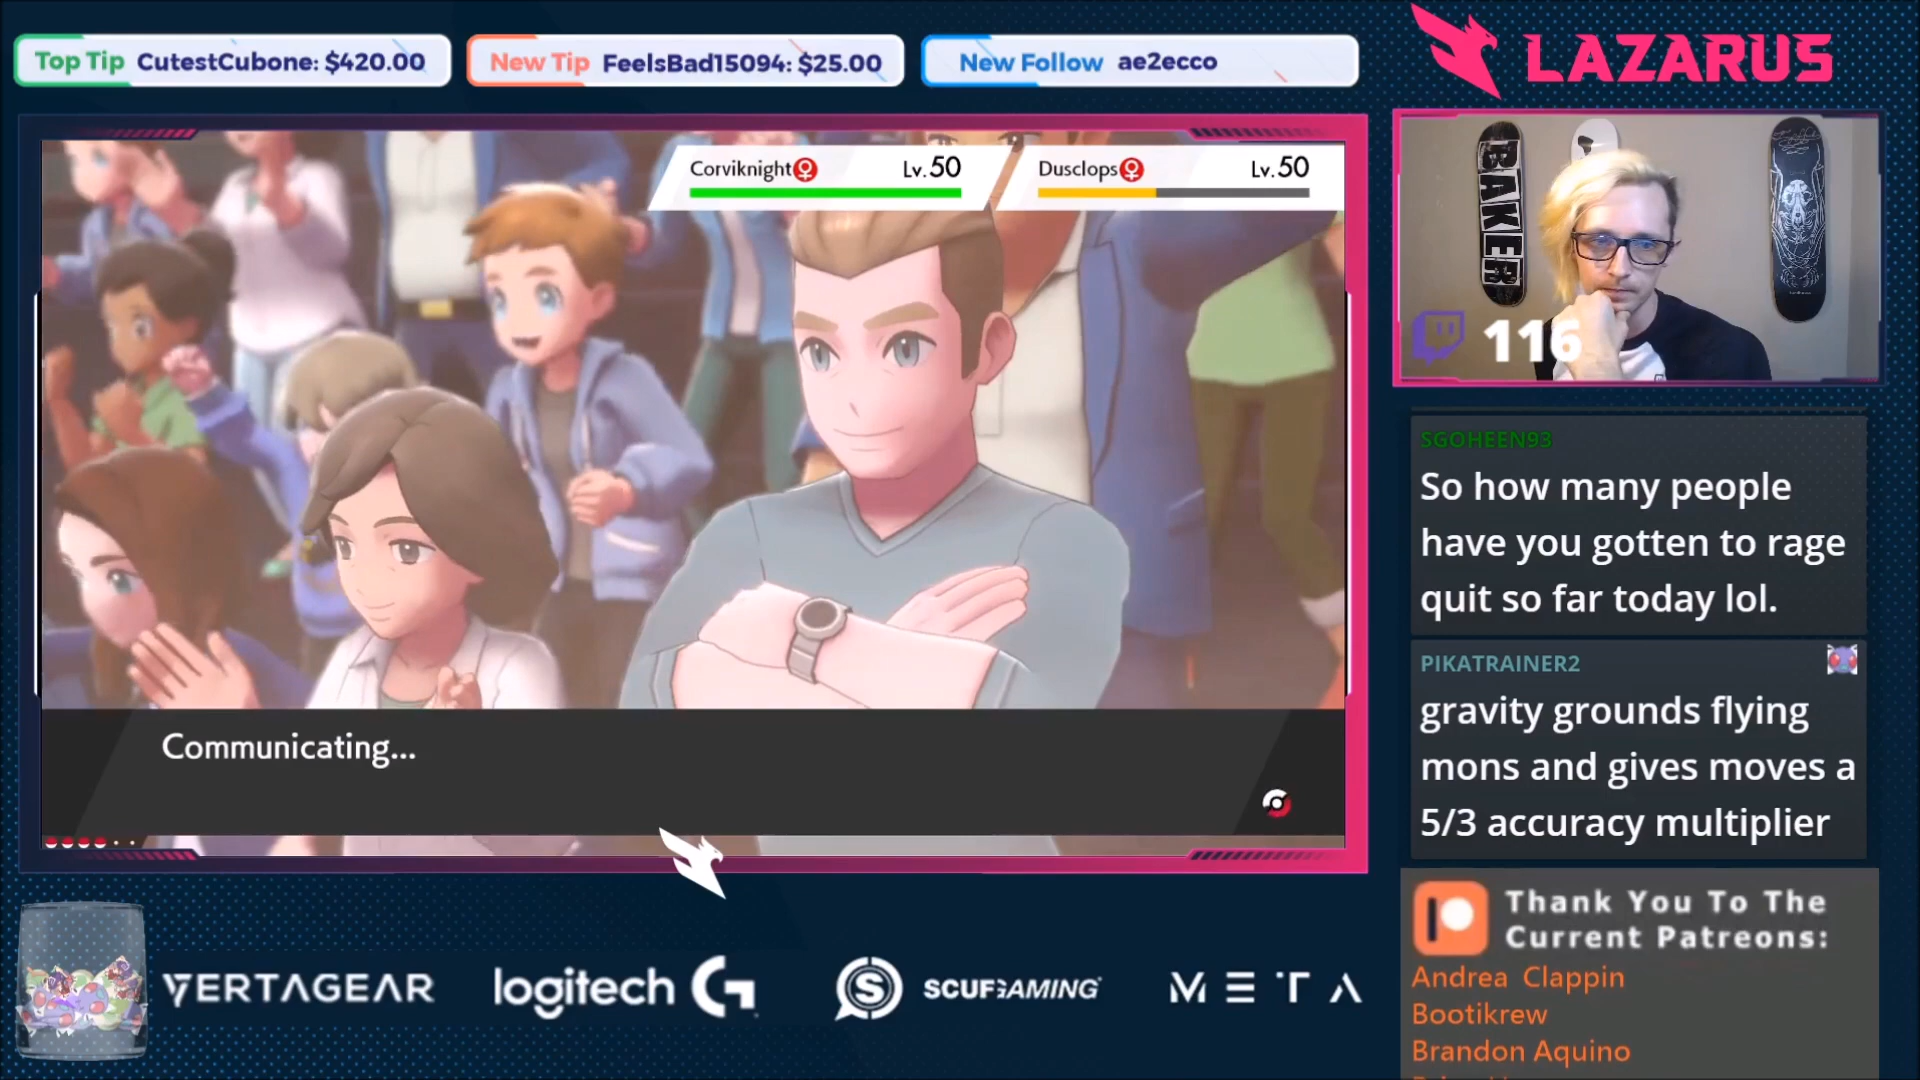 Top Tip CutestCubone: $420.00
New Tip FeelsBad15094: $25.00
New Follow ae2ecco
LAZARUS
Corviknight Lv. 50
Dusclops Lv. 50
BAKER
116
SGOHEEN93
So how many people
have you gotten to rage
quit so far today lol.
PIKATRAINER2
gravity grounds flying
mons and gives moves a
5/3 accuracy multiplier
Communicating...
Thank You To The
Current Patreons:
Andrea Clappin
Bootikrew
Brandon Aquino
VERTAGEAR
logitech G
S SCUF GAMING
META